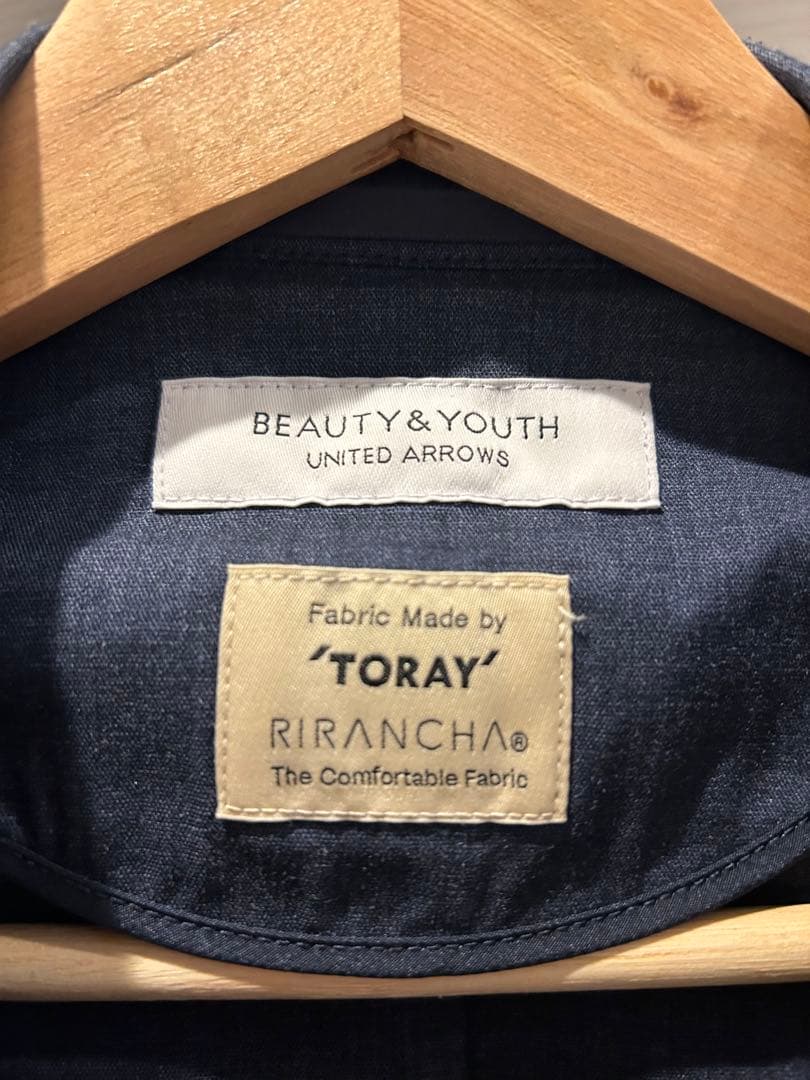 BEAUTY&YOUTH
UNITED ARROWS
Fabric Made by
'TORAY'
RIRANCHA®
The Comfortable Fabric